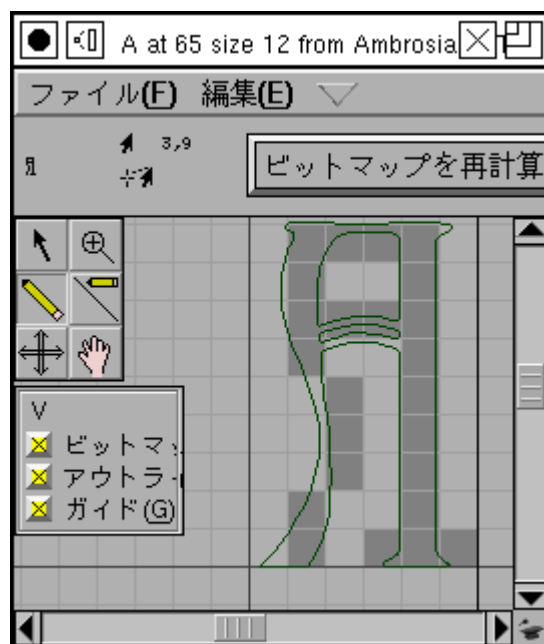 A at 65 size 12 from Ambrosia
ファイル(F) 編集(E)
3,9
ビットマップを再計算
V
ビットマッ
アウトラ
ガイド(G)